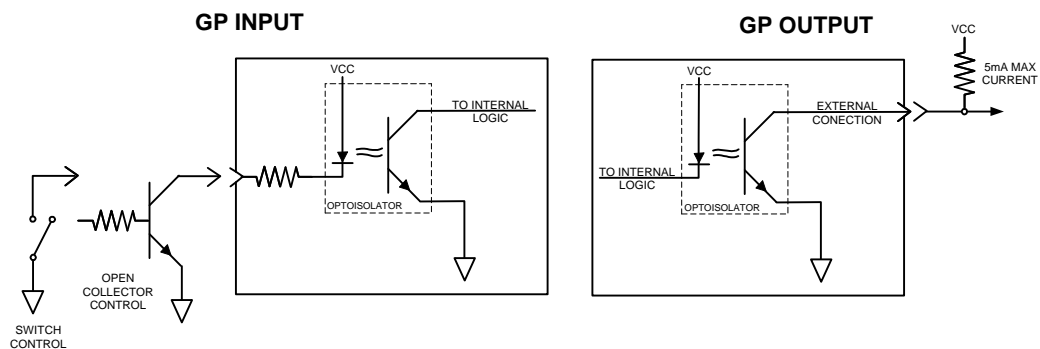 GP INPUT
VCC
TO INTERNAL
LOGIC
OPTOISOLATOR
OPEN
COLLECTOR
CONTROL
SWITCH
CONTROL
GP OUTPUT
VCC
5mA MAX
CURRENT
VCC
EXTERNAL
CONECTION
TO INTERNAL
LOGIC
OPTOISOLATOR